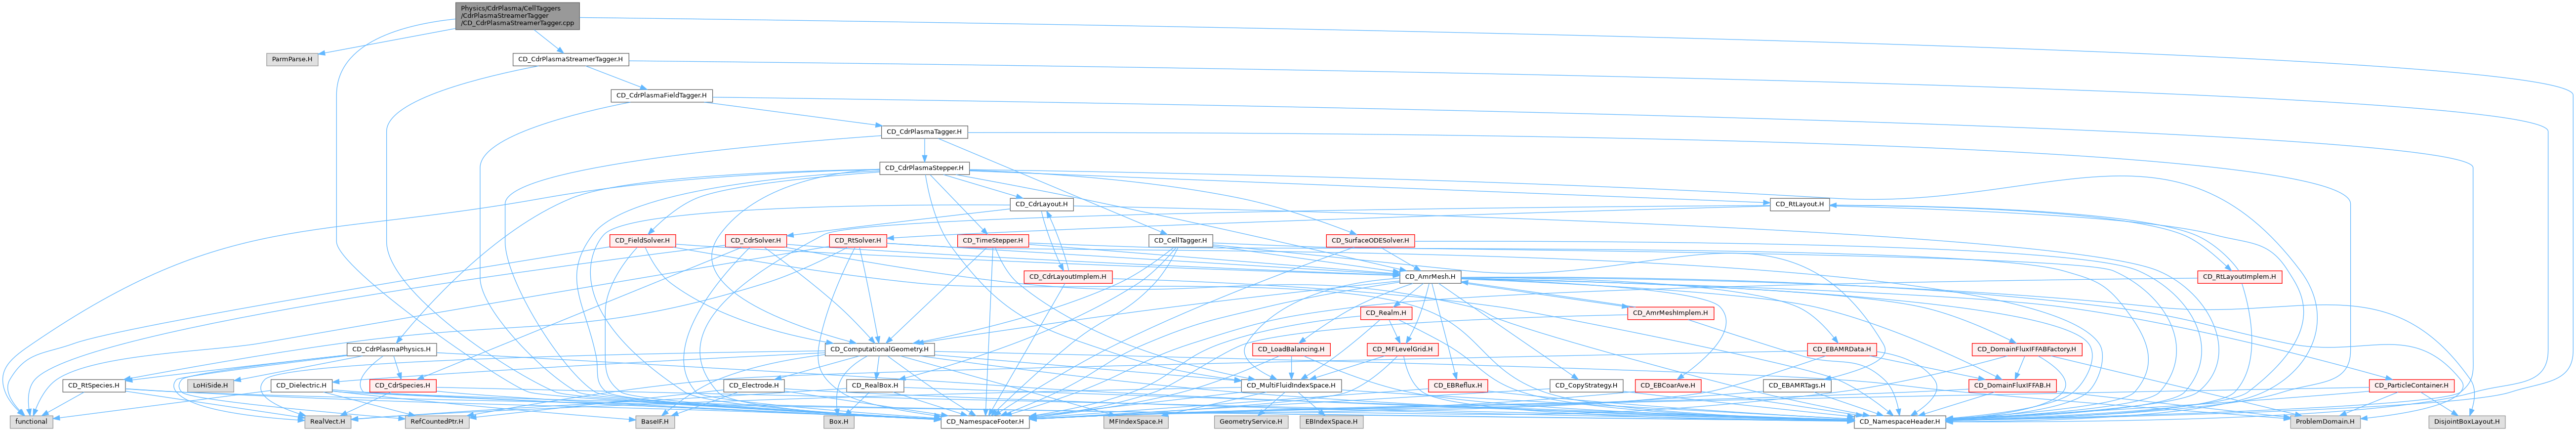 Physics/CdrPlasma/CellTaggers
/CdrPlasmaStreamerTagger
/CD_CdrPlasmaStreamerTagger.cpp
ParmParse.H
CD_CdrPlasmaStreamerTagger.H
CD_CdrPlasmaFieldTagger.H
CD_CdrPlasmaTagger.H
CD_CdrPlasmaStepper.H
CD_CdrLayout.H
CD_RtLayout.H
CD_FieldSolver.H
CD_CdrSolver.H
CD_RtSolver.H
CD_TimeStepper.H
CD_CellTagger.H
CD_SurfaceODESolver.H
CD_CdrLayoutImplem.H
CD_AmrMesh.H
CD_RtLayoutImplem.H
CD_Realm.H
CD_AmrMeshImplem.H
CD_CdrPlasmaPhysics.H
CD_ComputationalGeometry.H
CD_LoadBalancing.H
CD_MFLevelGrid.H
CD_EBAMRData.H
CD_DomainFluxIFFABFactory.H
CD_RtSpecies.H
LoHiSide.H
CD_Dielectric.H
CD_CdrSpecies.H
CD_Electrode.H
CD_RealBox.H
CD_MultiFluidIndexSpace.H
CD_EBReflux.H
CD_CopyStrategy.H
CD_EBCoarAve.H
CD_EBAMRTags.H
CD_DomainFluxIFFAB.H
CD_ParticleContainer.H
functional
RealVect.H
RefCountedPtr.H
BaseIF.H
Box.H
CD_NamespaceFooter.H
MFIndexSpace.H
GeometryService.H
EBIndexSpace.H
CD_NamespaceHeader.H
ProblemDomain.H
DisjointBoxLayout.H